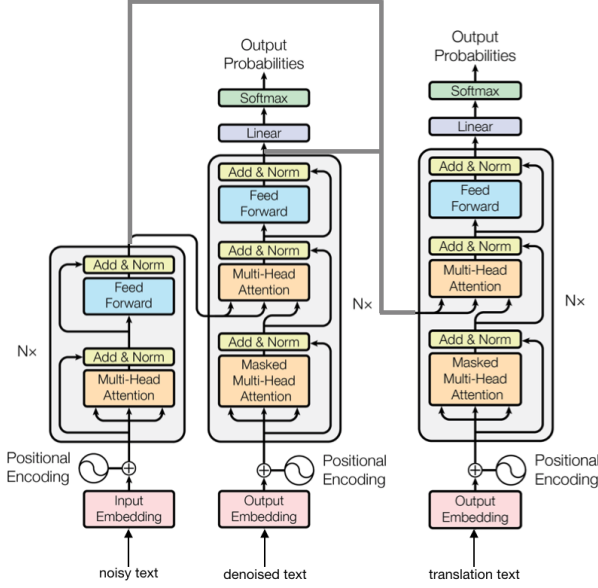 Add & Norm
Feed
Forward
Add & Norm
Multi-Head
Attention
N×
Positional
Encoding
Input
Embedding
noisy text
Output
Probabilities
Softmax
Linear
Add & Norm
Feed
Forward
Add & Norm
Multi-Head
Attention
N×
Add & Norm
Masked
Multi-Head
Attention
Positional
Encoding
Output
Embedding
denoised text
Output
Probabilities
Softmax
Linear
Add & Norm
Feed
Forward
Add & Norm
Multi-Head
Attention
N×
Add & Norm
Masked
Multi-Head
Attention
Positional
Encoding
Output
Embedding
translation text